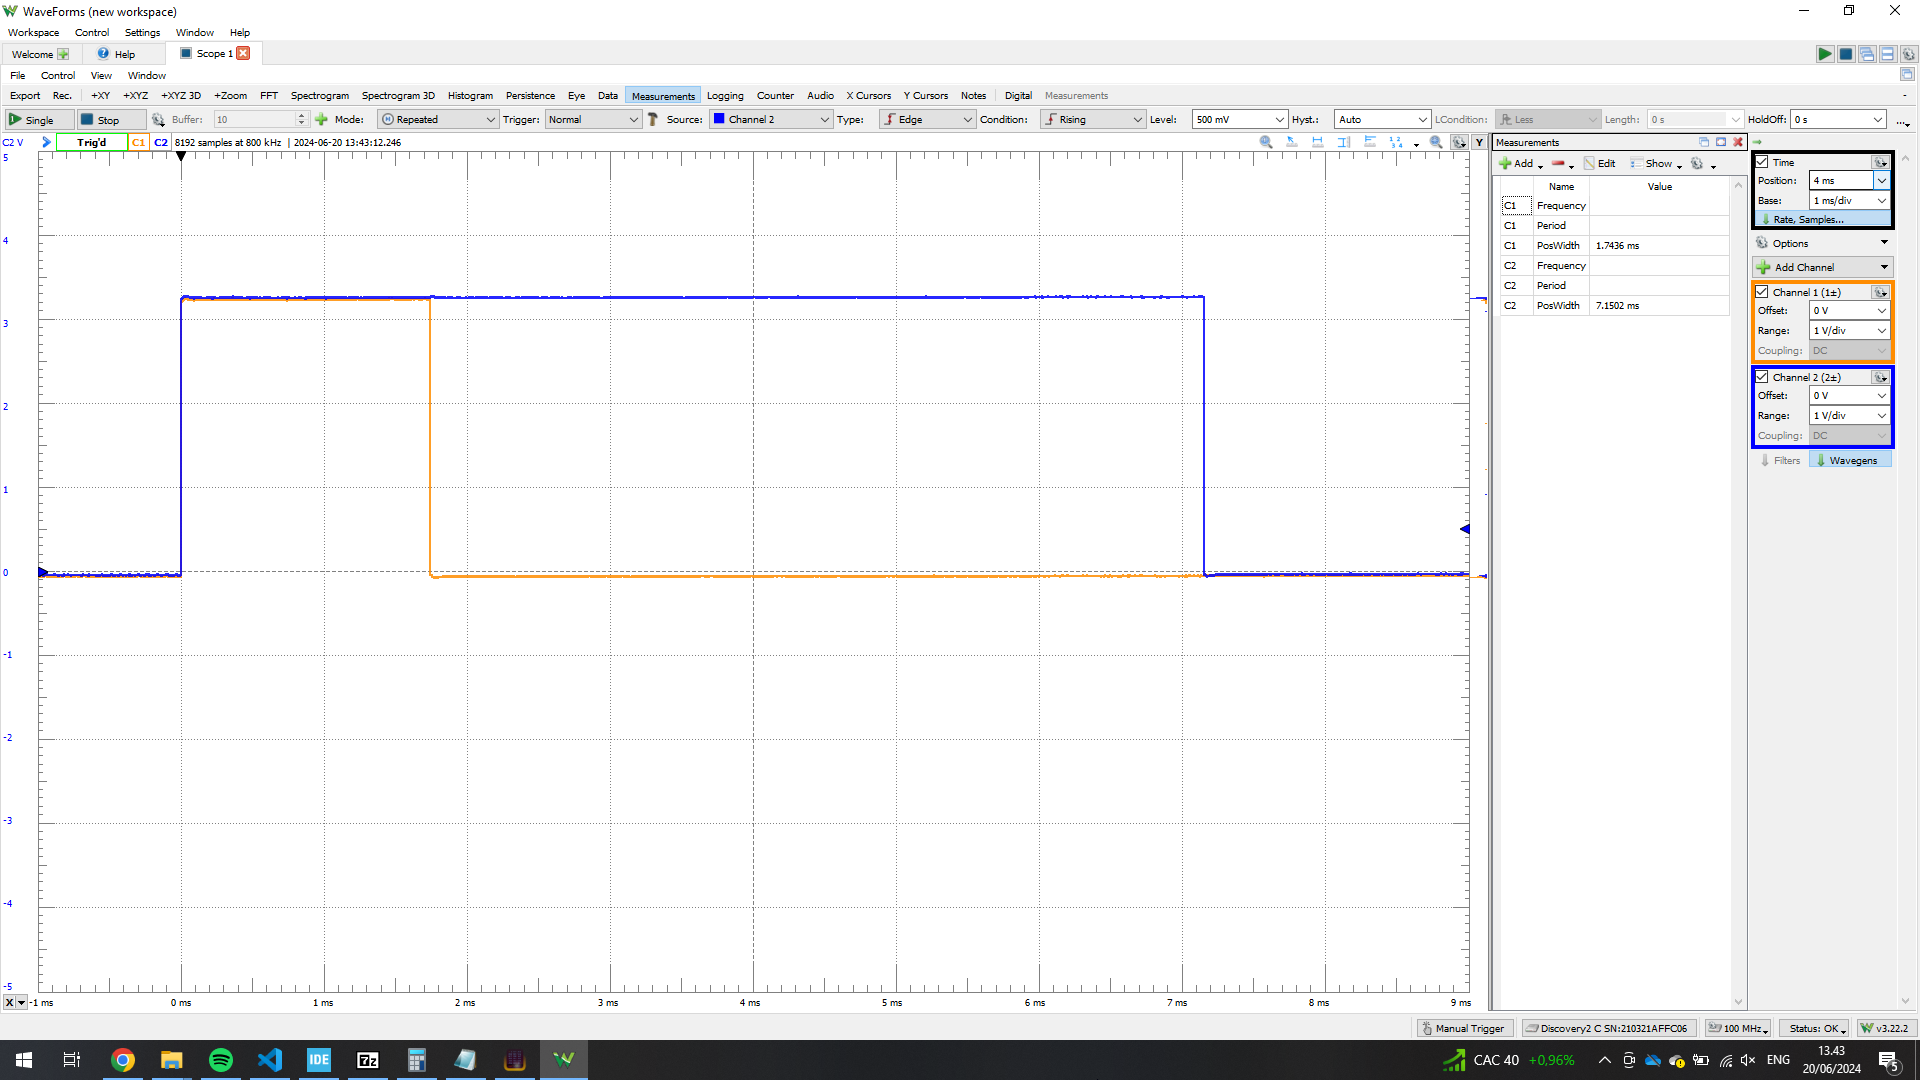 WaveForms (new workspace)
Workspace Control Settings Window Help
Welcome Help Scope 1
File Control View Window
Export Rec. +XY +XYZ +XYZ 3D +Zoom FFT Spectrogram Spectrogram 3D Histogram Persistence Eye Data Measurements Logging Counter Audio X Cursors Y Cursors Notes Digital Measurements
Single Stop Buffer: 10 Mode: Repeated Trigger: Normal Source: Channel 2 Type: Edge Condition: Rising Level: 500 mV Hyst.: Auto LCondition: Less Length: 0 s HoldOff: 0 s ...
C2 V Trig'd C1 C2 8192 samples at 800 kHz | 2024-06-20 13:43:12.246 Y
5
4
3
2
1
0
-1
-2
-3
-4
-5
X -1 ms 0 ms 1 ms 2 ms 3 ms 4 ms 5 ms 6 ms 7 ms 8 ms 9 ms
Measurements
Add Edit Show
Name Value
C1 Frequency
C1 Period
C1 PosWidth 1.7436 ms
C2 Frequency
C2 Period
C2 PosWidth 7.1502 ms
Time
Position: 4 ms
Base: 1 ms/div
Rate, Samples...
Options
Add Channel
Channel 1 (1±)
Offset: 0 V
Range: 1 V/div
Coupling: DC
Channel 2 (2±)
Offset: 0 V
Range: 1 V/div
Coupling: DC
Filters Wavegens
Manual Trigger Discovery2 C SN:210321AFFC06 100 MHz Status: OK v3.22.2
IDE 7z CAC 40 +0,96% ENG 13.43
20/06/2024 5